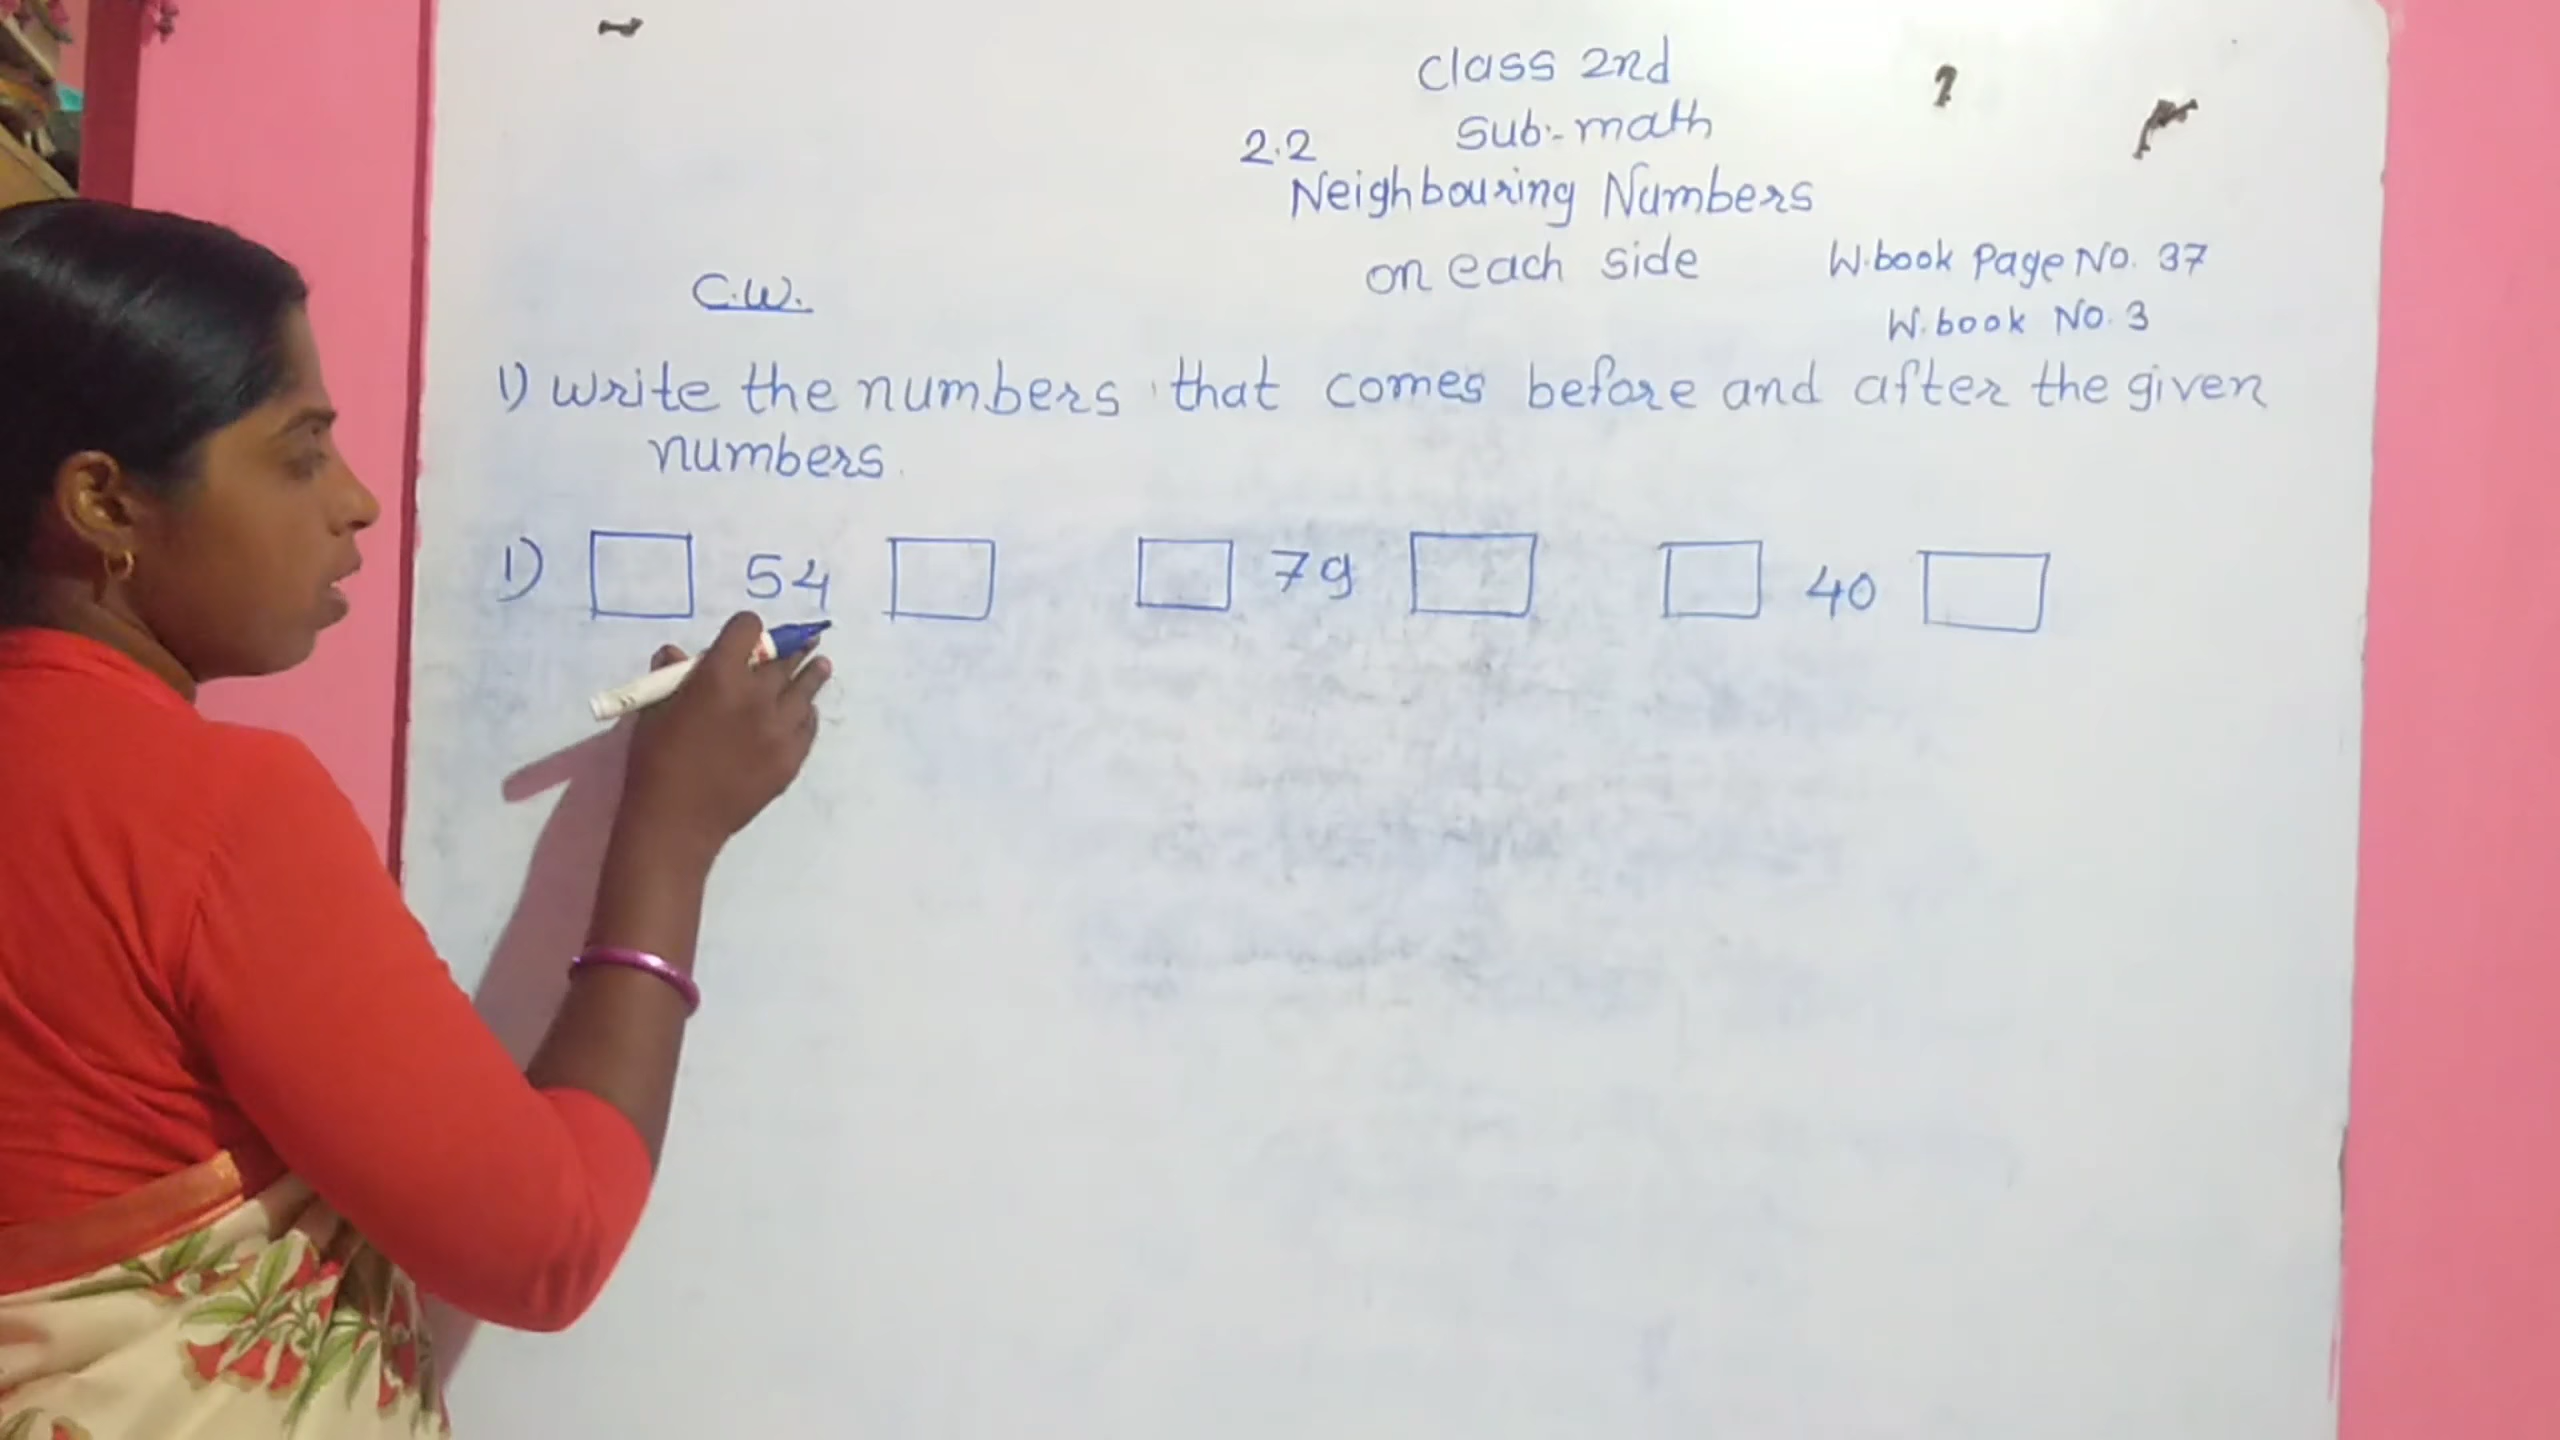 Class 2nd
Sub:- math
2.2
Neighbouring Numbers
on each side
W.book Page No. 37
W.book No. 3
C.W.
1) Write the numbers that comes before and after the given
numbers.
1) 54 79 40